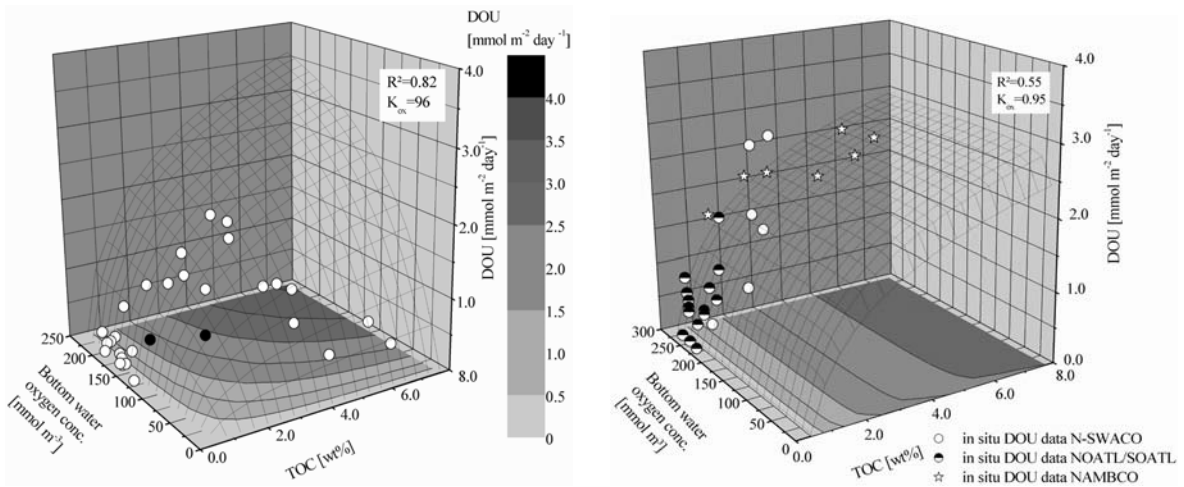 DOU
[mmol m⁻² day⁻¹]
R²=0.82
Kox=96
4.0
3.0
2.0
1.0
DOU [mmol m⁻² day⁻¹]
4.0
3.5
3.0
2.5
2.0
1.5
1.0
0.5
0
250
200
150
100
50
0
Bottom water
oxygen conc.
[mmol m⁻³]
0.0
2.0
4.0
6.0
8.0
TOC [wt%]
R²=0.55
Kox=0.95
4.0
3.0
2.0
1.0
0.0
DOU [mmol m⁻² day⁻¹]
300
250
200
150
100
50
0
Bottom water
oxygen conc.
[mmol m³]
0.0
2.0
4.0
6.0
8.0
TOC [wt%]
in situ DOU data N-SWACO
in situ DOU data NOATL/SOATL
in situ DOU data NAMBCO